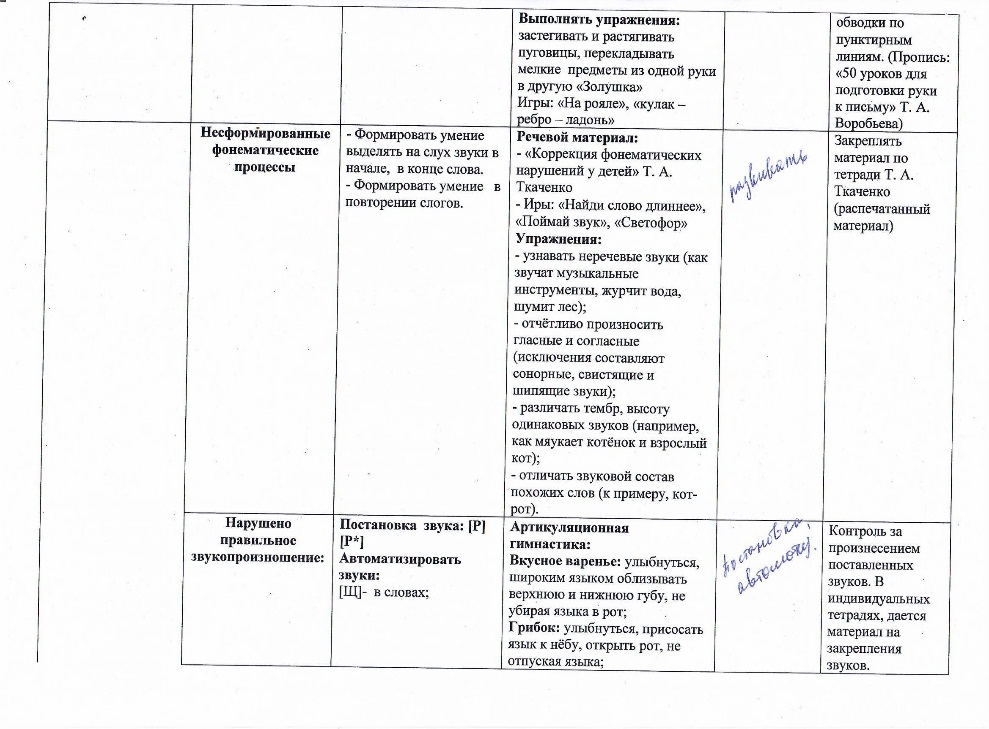 Выполнять упражнения:
застегивать и растягивать
пуговицы, перекладывать
мелкие предметы из одной руки
в другую «Золушка»
Игры: «На рояле», «кулак –
ребро – ладонь»
обводки по
пунктирным
линиям. (Пропись:
«50 уроков для
подготовки руки
к письму» Т. А.
Воробьева)
Несформированные
фонематические
процессы
- Формировать умение
выделять на слух звуки в
начале, в конце слова.
- Формировать умение в
повторении слогов.
Речевой материал:
- «Коррекция фонематических
нарушений у детей» Т. А.
Ткаченко
- Иры: «Найди слово длиннее»,
«Поймай звук», «Светофор»
Упражнения:
- узнавать неречевые звуки (как
звучат музыкальные
инструменты, журчит вода,
шумит лес);
- отчётливо произносить
гласные и согласные
(исключения составляют
сонорные, свистящие и
шипящие звуки);
- различать тембр, высоту
одинаковых звуков (например,
как мяукает котёнок и взрослый
кот);
- отличать звуковой состав
похожих слов (к примеру, кот-
рот).
развивать
Закреплять
материал по
тетради Т. А.
Ткаченко
(распечатанный
материал)
Нарушено
правильное
звукопроизношение:
Постановка звука: [Р]
[Р*]
Автоматизировать
звуки:
[Щ]- в словах;
Артикуляционная
гимнастика:
Вкусное варенье: улыбнуться,
широким языком облизывать
верхнюю и нижнюю губу, не
убирая языка в рот;
Грибок: улыбнуться, присосать
язык к нёбу, открыть рот, не
отпуская языка;
постановка,
автомат.
Контроль за
произнесением
поставленных
звуков. В
индивидуальных
тетрадях, дается
материал на
закрепления
звуков.